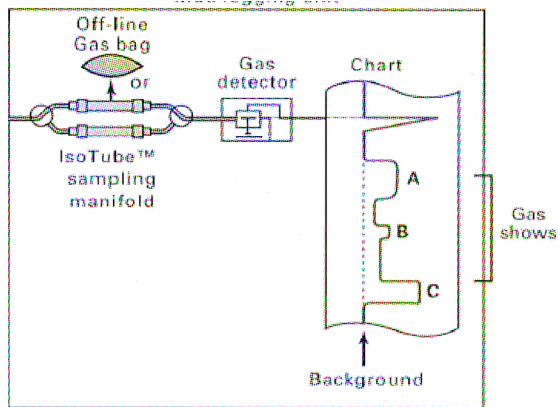 Off-line
Gas bag
or
Gas
detector
Chart
IsoTube™
sampling
manifold
A
B
C
Gas
shows
Background